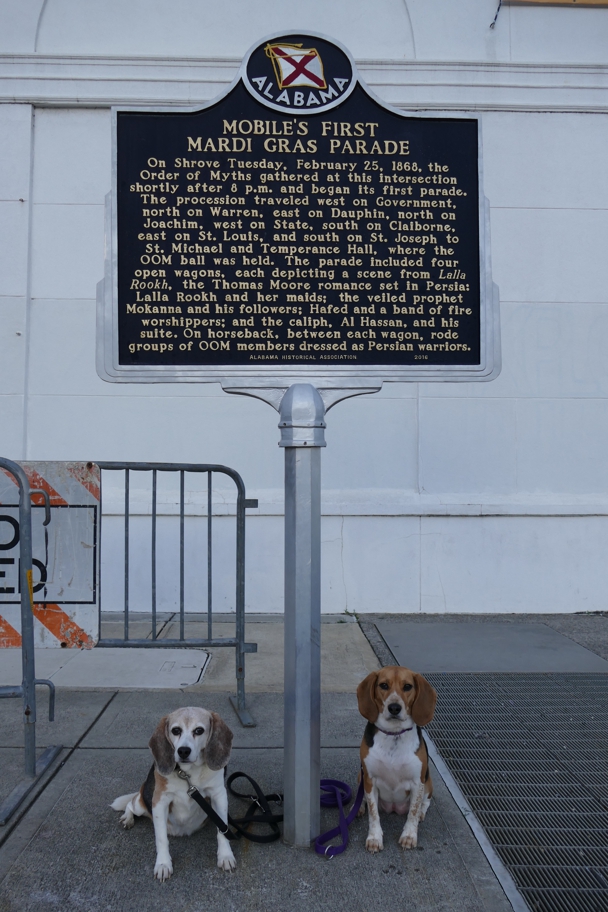 ALABAMA
MOBILE'S FIRST
MARDI GRAS PARADE
On Shrove Tuesday, February 25, 1868, the
Order of Myths gathered at this intersection
shortly after 8 p.m. and began its first parade.
The procession traveled west on Government,
north on Warren, east on Dauphin, north on
Joachim, west on State, south on Claiborne,
east on St. Louis, and south on St. Joseph to
St. Michael and Temperance Hall, where the
OOM ball was held. The parade included four
open wagons, each depicting a scene from Lalla
Rookh, the Thomas Moore romance set in Persia:
Lalla Rookh and her maids; the veiled prophet
Mokanna and his followers; Hafed and a band of fire
worshippers; and the caliph, Al Hassan, and his
suite. On horseback, between each wagon, rode
groups of OOM members dressed as Persian warriors.
ALABAMA HISTORICAL ASSOCIATION 2016
O
ED